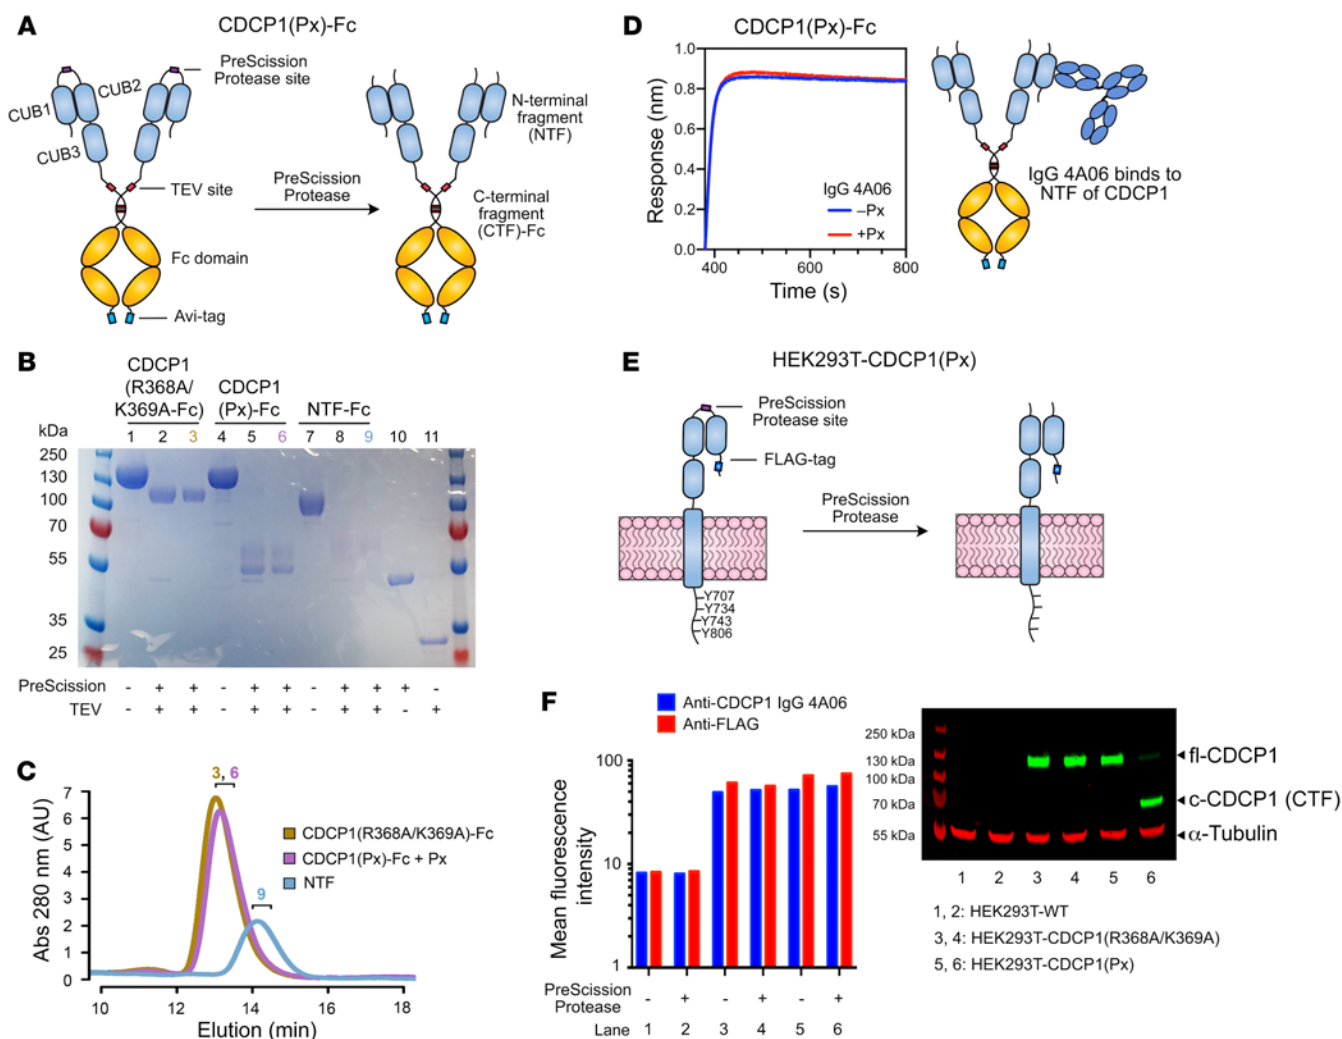 A
CDCP1(Px)-Fc
PreScission
Protease site
CUB1
CUB2
CUB3
TEV site
Fc domain
Avi-tag
PreScission
Protease
N-terminal
fragment
(NTF)
C-terminal
fragment
(CTF)-Fc
D
CDCP1(Px)-Fc
Response (nm)
1.0
0.8
0.6
0.4
0.2
0.0
IgG 4A06
–Px
+Px
400 600 800
Time (s)
IgG 4A06 binds to
NTF of CDCP1
B
CDCP1
(R368A/
K369A-Fc)
CDCP1
(Px)-Fc
NTF-Fc
kDa 1 2 3 4 5 6 7 8 9 10 11
250
130
100
70
55
35
25
PreScission - + + - + + - + + + -
TEV - + + - + + - + + - +
E
HEK293T-CDCP1(Px)
PreScission
Protease site
FLAG-tag
PreScission
Protease
Y707
Y734
Y743
Y806
C
3, 6
9
Abs 280 nm (AU)
7
6
5
4
3
2
1
0
CDCP1(R368A/K369A)-Fc
CDCP1(Px)-Fc + Px
NTF
10 12 14 16 18
Elution (min)
F
Anti-CDCP1 IgG 4A06
Anti-FLAG
Mean fluorescence
intensity
100
10
1
PreScission
Protease
- + - + - +
Lane 1 2 3 4 5 6
250 kDa
130 kDa
100 kDa
70 kDa
55 kDa
fl-CDCP1
c-CDCP1 (CTF)
α-Tubulin
1 2 3 4 5 6
1, 2: HEK293T-WT
3, 4: HEK293T-CDCP1(R368A/K369A)
5, 6: HEK293T-CDCP1(Px)